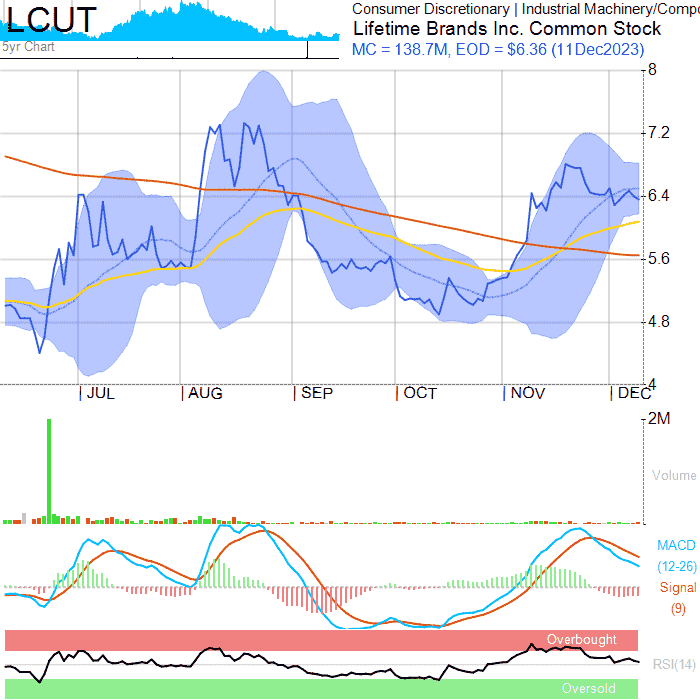 LCUT
5yr Chart
Consumer Discretionary | Industrial Machinery/Compo
Lifetime Brands Inc. Common Stock
MC = 138.7M, EOD = $6.36 (11Dec2023)
8
7.2
6.4
5.6
4.8
4
JUL AUG SEP OCT NOV DEC
2M
Volume
MACD
(12-26)
Signal
(9)
Overbought
RSI(14)
Oversold